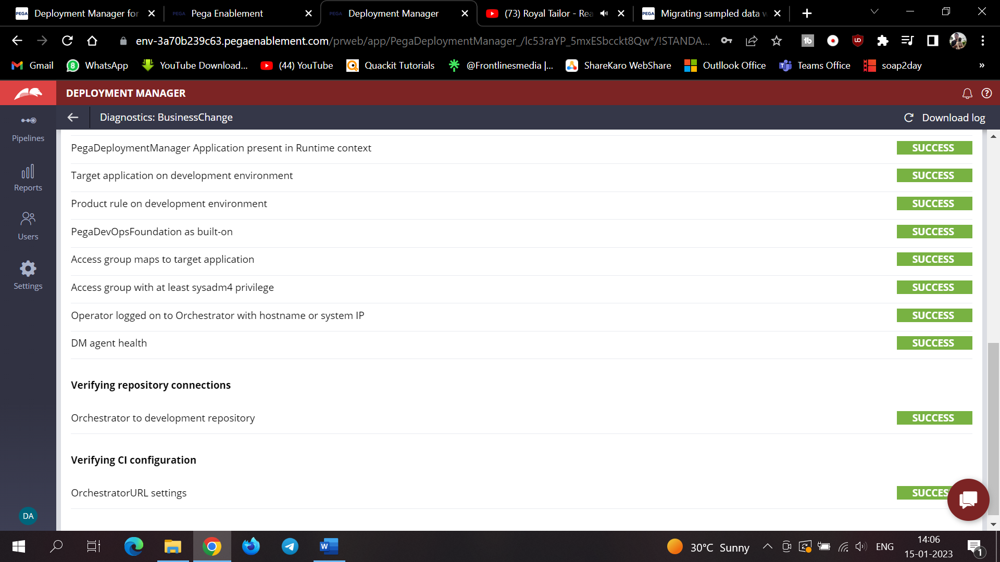 PEGA Deployment Manager for
PEGA Pega Enablement
PEGA Deployment Manager
(73) Royal Tailor - Rea
PEGA Migrating sampled data w
env-3a70b239c63.pegaenablement.com/prweb/app/PegaDeploymentManager_/lc53raYP_5mxESbcckt8Qw*/!STANDA...
Gmail
8 WhatsApp
YouTube Download...
(44) YouTube
Quackit Tutorials
@Frontlinesmedia |...
ShareKaro WebShare
Outllook Office
Teams Office
soap2day
»
DEPLOYMENT MANAGER
Diagnostics: BusinessChange
Download log
Pipelines
Reports
Users
Settings
DA
PegaDeploymentManager Application present in Runtime context SUCCESS
Target application on development environment SUCCESS
Product rule on development environment SUCCESS
PegaDevOpsFoundation as built-on SUCCESS
Access group maps to target application SUCCESS
Access group with at least sysadm4 privilege SUCCESS
Operator logged on to Orchestrator with hostname or system IP SUCCESS
DM agent health SUCCESS
Verifying repository connections
Orchestrator to development repository SUCCESS
Verifying CI configuration
OrchestratorURL settings SUCCES
30°C Sunny
ENG
14:06
15-01-2023
1